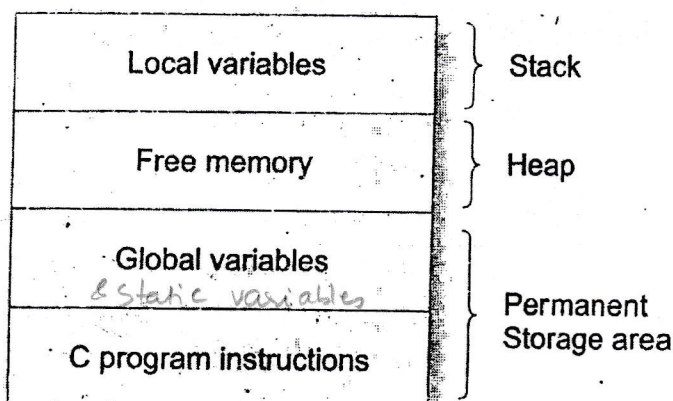 Local variables
Stack
Free memory
Heap
Global variables
& static variables
Permanent
Storage area
C program instructions